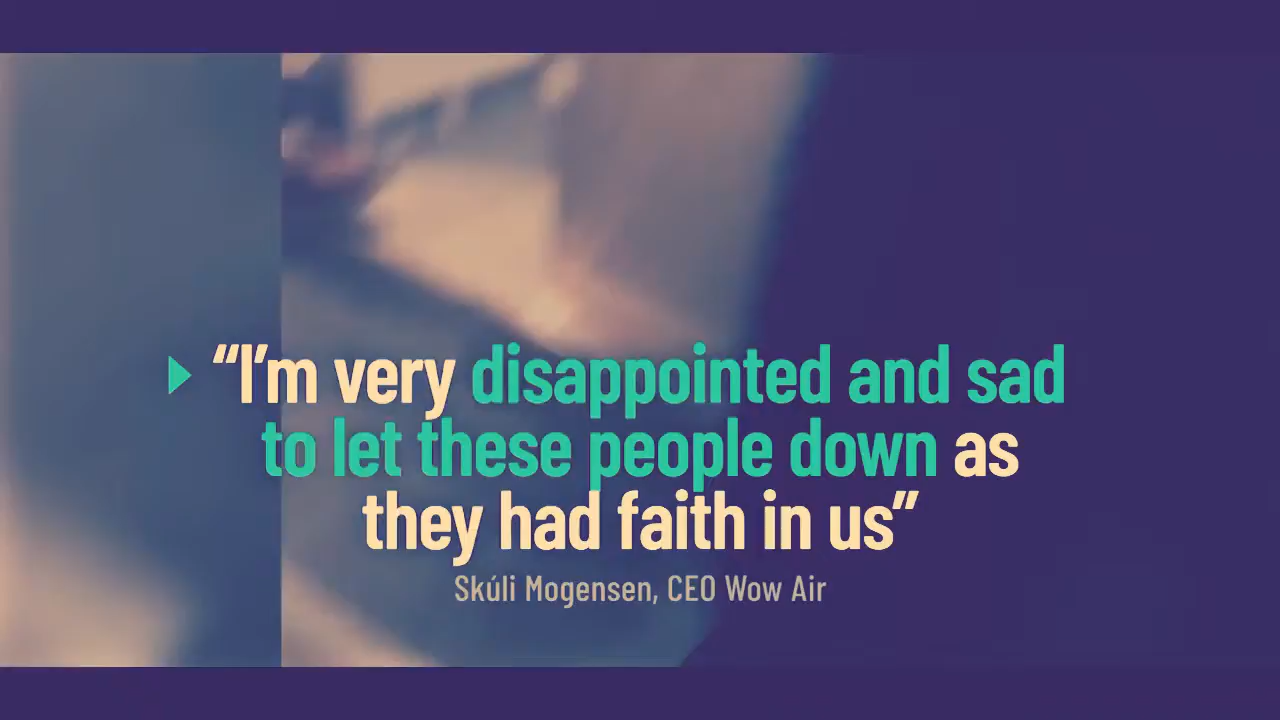 “I’m very disappointed and sad
to let these people down as
they had faith in us”
Skúli Mogensen, CEO Wow Air